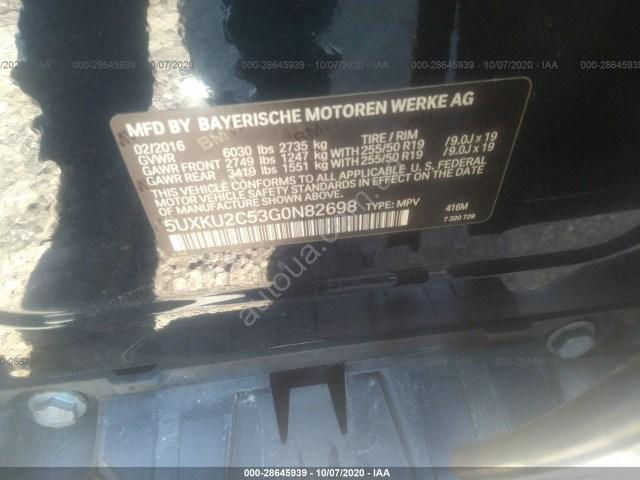 000-28645939 - 10/07/2020 - IAA
MFD BY BAYERISCHE MOTOREN WERKE AG
02/2016 TIRE / RIM
GVWR 6030 lbs 2735 kg
GAWR FRONT 2749 lbs 1247 kg WITH 255/50 R19 / 9.0J x 19
GAWR REAR 3419 lbs 1551 kg WITH 255/50 R19 / 9.0J x 19
THIS VEHICLE CONFORMS TO ALL APPLICABLE U.S. FEDERAL
MOTOR VEHICLE SAFETY STANDARDS IN EFFECT ON THE DATE OF
MANUFACTURE SHOWN ABOVE.
5UXKU2C53G0N82698 TYPE: MPV 416M
7 320 729
autoua.com
000-28645939 - 10/07/2020 - IAA